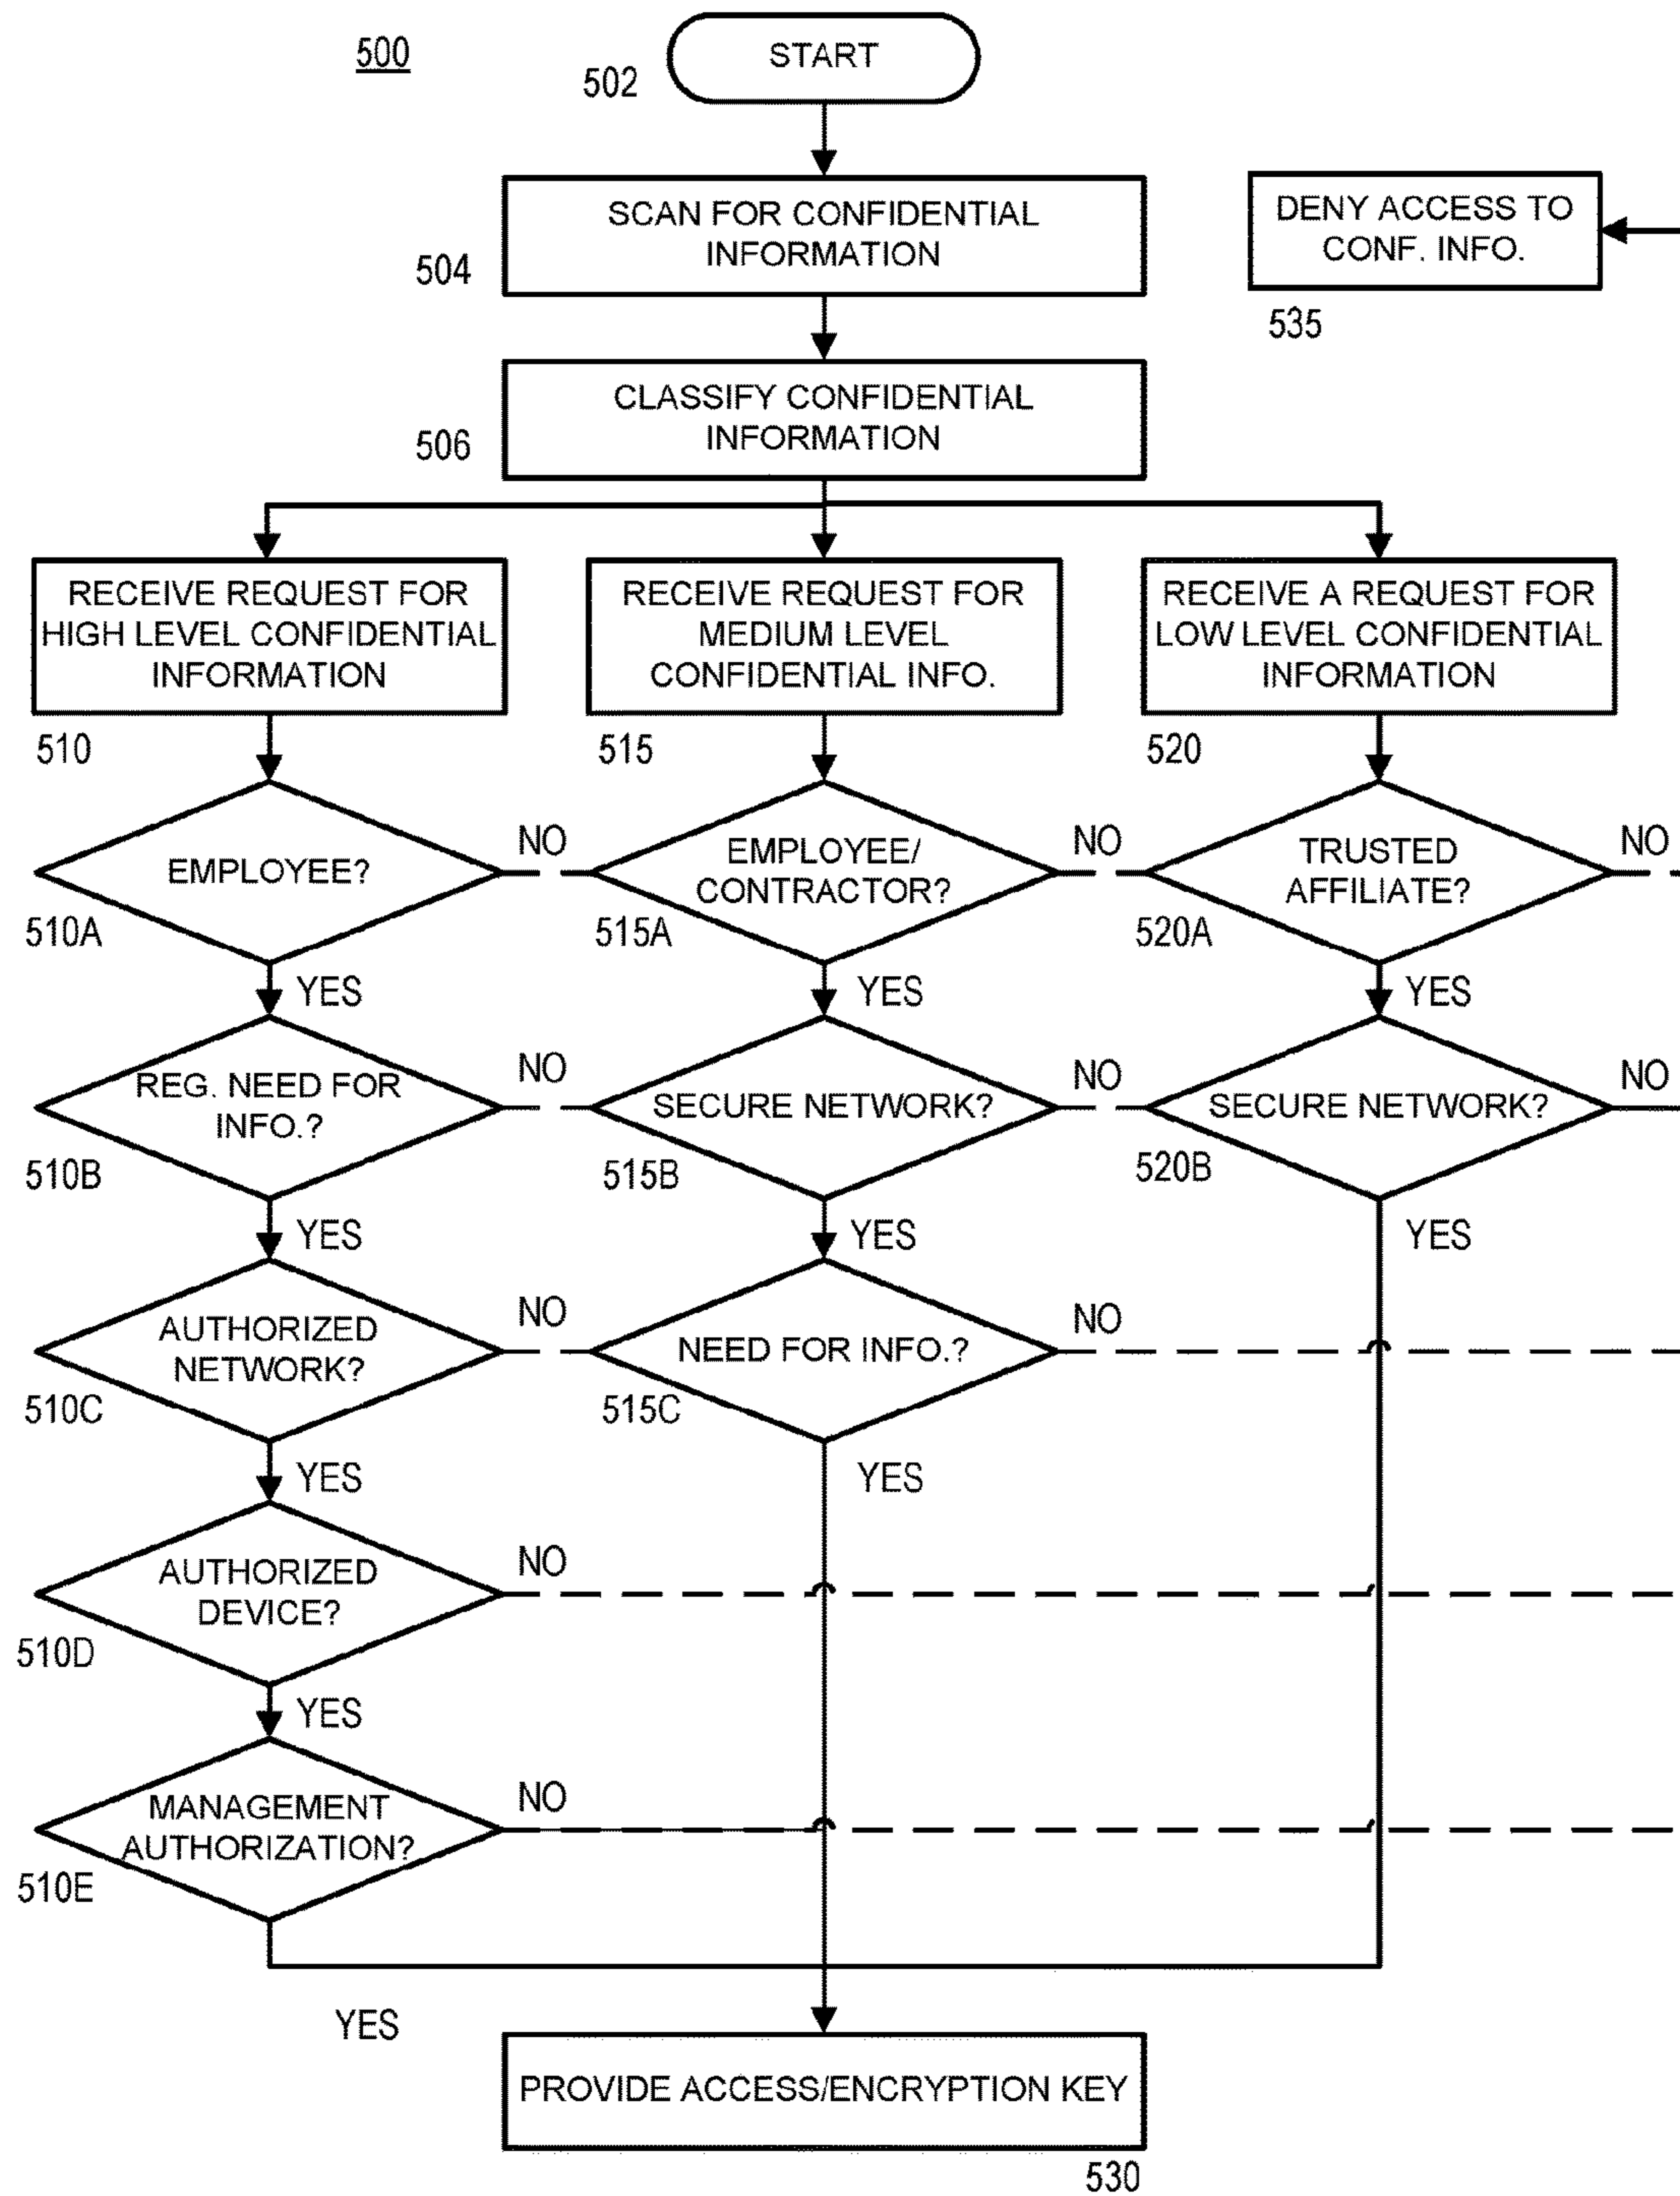 500
502
START
504
SCAN FOR CONFIDENTIAL
INFORMATION
DENY ACCESS TO
CONF. INFO.
535
506
CLASSIFY CONFIDENTIAL
INFORMATION
RECEIVE REQUEST FOR
HIGH LEVEL CONFIDENTIAL
INFORMATION
510
RECEIVE REQUEST FOR
MEDIUM LEVEL
CONFIDENTIAL INFO.
515
RECEIVE A REQUEST FOR
LOW LEVEL CONFIDENTIAL
INFORMATION
520
EMPLOYEE?
NO
510A
YES
EMPLOYEE/
CONTRACTOR?
NO
515A
YES
TRUSTED
AFFILIATE?
NO
520A
YES
REG. NEED FOR
INFO.?
NO
510B
YES
SECURE NETWORK?
NO
515B
YES
SECURE NETWORK?
NO
520B
YES
AUTHORIZED
NETWORK?
NO
510C
YES
NEED FOR INFO.?
NO
515C
YES
AUTHORIZED
DEVICE?
NO
510D
YES
MANAGEMENT
AUTHORIZATION?
NO
510E
YES
PROVIDE ACCESS/ENCRYPTION KEY
530